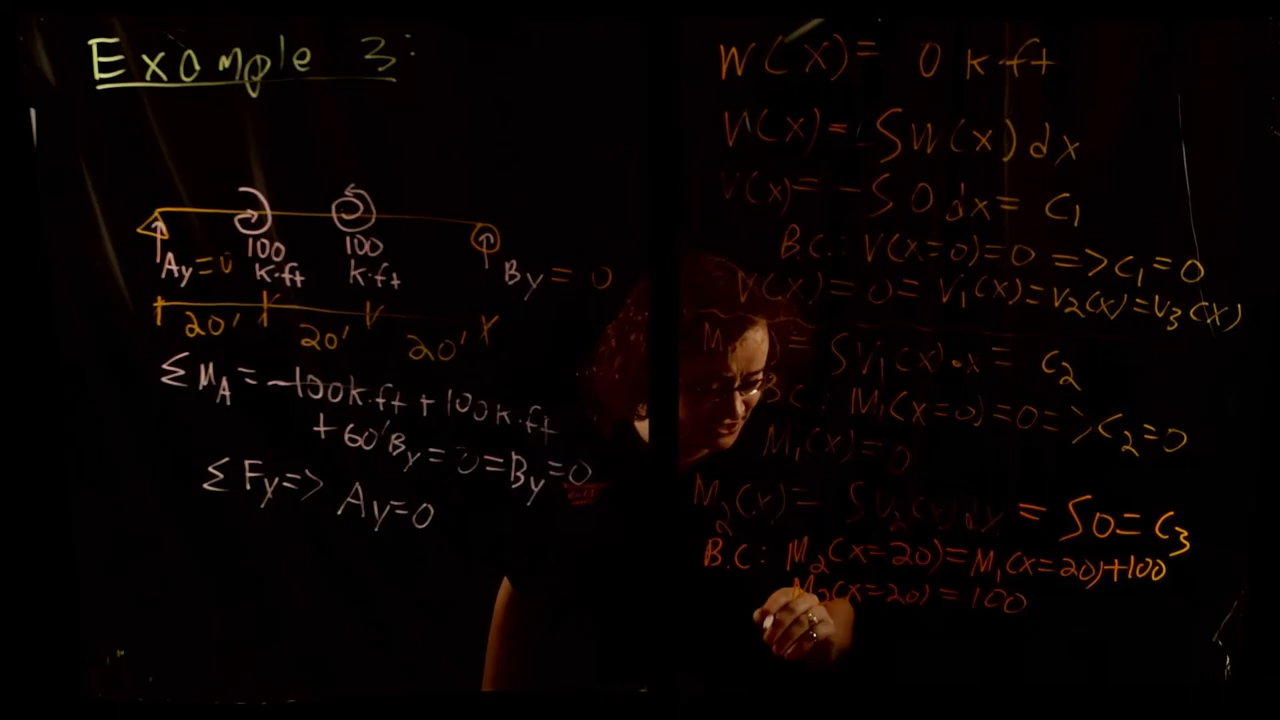 Example 3:
100 k·ft
100 k·ft
Ay=0
By=0
20' 20' 20'
ΣM_A = -100k·ft + 100k·ft
+ 60'By = 0 = By = 0
ΣFy => Ay=0
W(x) = 0 k·ft
V(x) = -∫W(x)dx
V(x) = -∫0 dx = C₁
B.C.: V(x=0)=0 => C₁=0
V(x) = 0 = V₁(x) = V₂(x) = V₃(x)
∫V₁(x) = C₂
B.C.: M₁(x=0)=0 => C₂=0
M₁(x)=0
M₂(x) = ∫V₂(x)dx = ∫0 = C₃
B.C: M₂(x=20) = M₁(x=20)+100
M₂(x=20) = 100